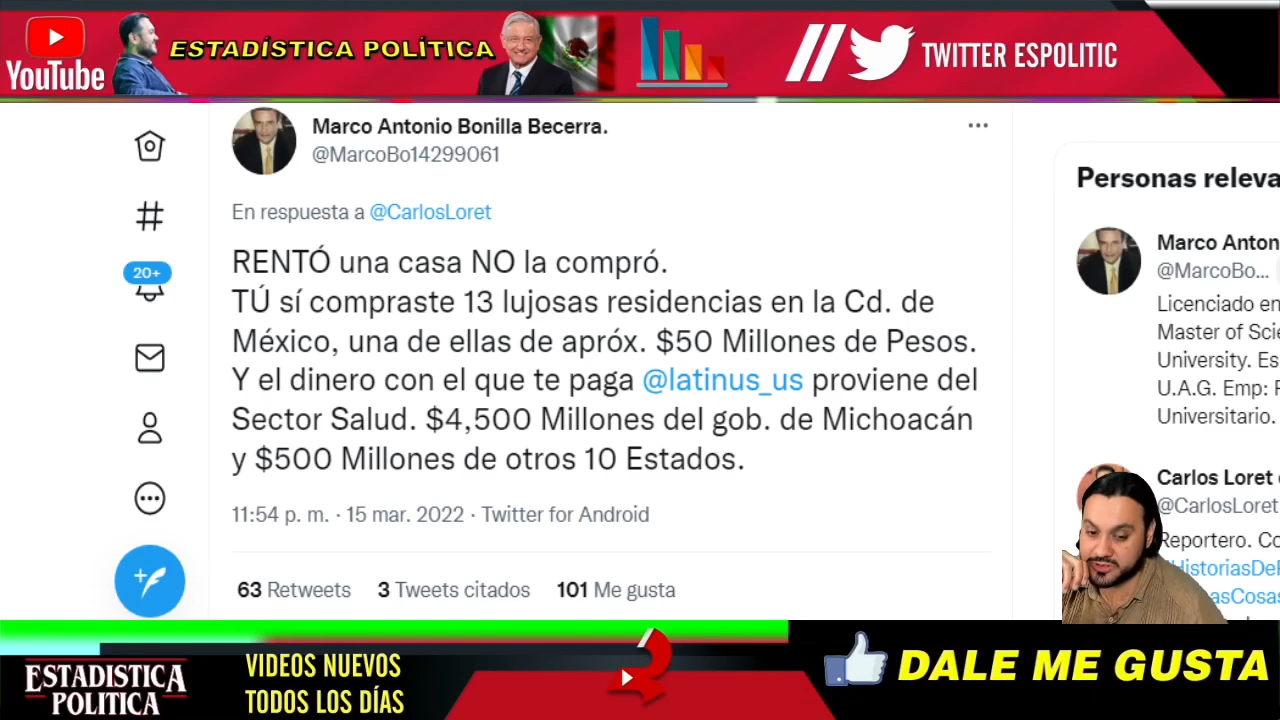 YouTube
ESTADÍSTICA POLÍTICA
TWITTER ESPOLITIC
Marco Antonio Bonilla Becerra.
@MarcoBo14299061
En respuesta a @CarlosLoret
RENTÓ una casa NO la compró.
TÚ sí compraste 13 lujosas residencias en la Cd. de
México, una de ellas de apróx. $50 Millones de Pesos.
Y el dinero con el que te paga @latinus_us proviene del
Sector Salud. $4,500 Millones del gob. de Michoacán
y $500 Millones de otros 10 Estados.
11:54 p. m. · 15 mar. 2022 · Twitter for Android
63 Retweets 3 Tweets citados 101 Me gusta
20+
Personas releva
Marco Anton
@MarcoBo...
Licenciado en
Master of Scie
University. Es
U.A.G. Emp: 
Universitario.
Carlos Loret
@CarlosLoret
Reportero. Co
HistoriasDe
asCosas
ESTADISTICA
POLÍTICA
VIDEOS NUEVOS
TODOS LOS DÍAS
DALE ME GUSTA